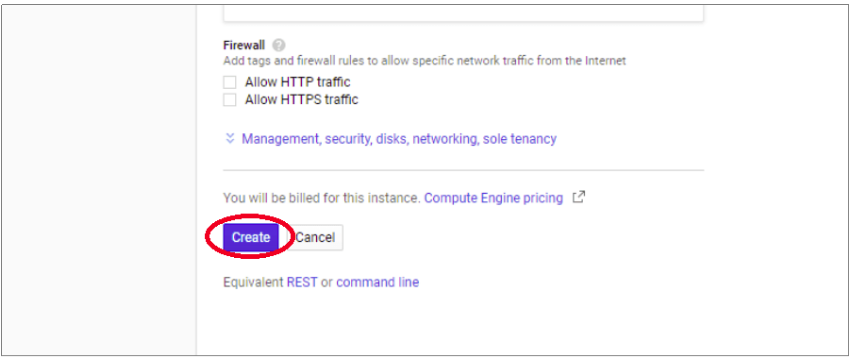 Firewall
Add tags and firewall rules to allow specific network traffic from the Internet
Allow HTTP traffic
Allow HTTPS traffic
Management, security, disks, networking, sole tenancy
You will be billed for this instance. Compute Engine pricing
Create Cancel
Equivalent REST or command line